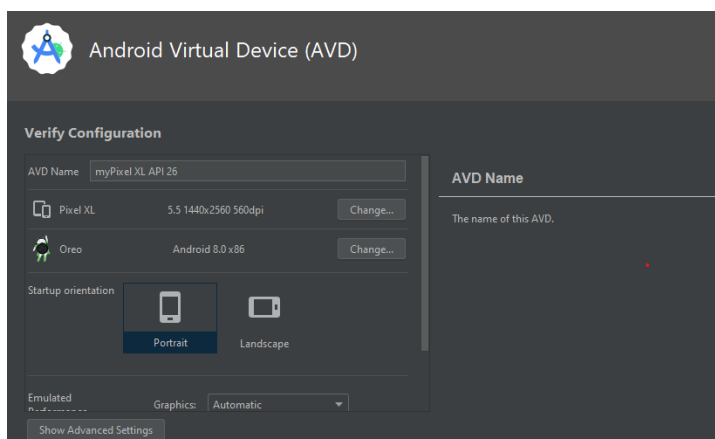 Android Virtual Device (AVD)
Verify Configuration
AVD Name myPixel XL API 26
Pixel XL 5.5 1440x2560 560dpi Change...
Oreo Android 8.0 x86 Change...
Startup orientation
Portrait Landscape
Emulated
Performance Graphics: Automatic
Show Advanced Settings
AVD Name
The name of this AVD.